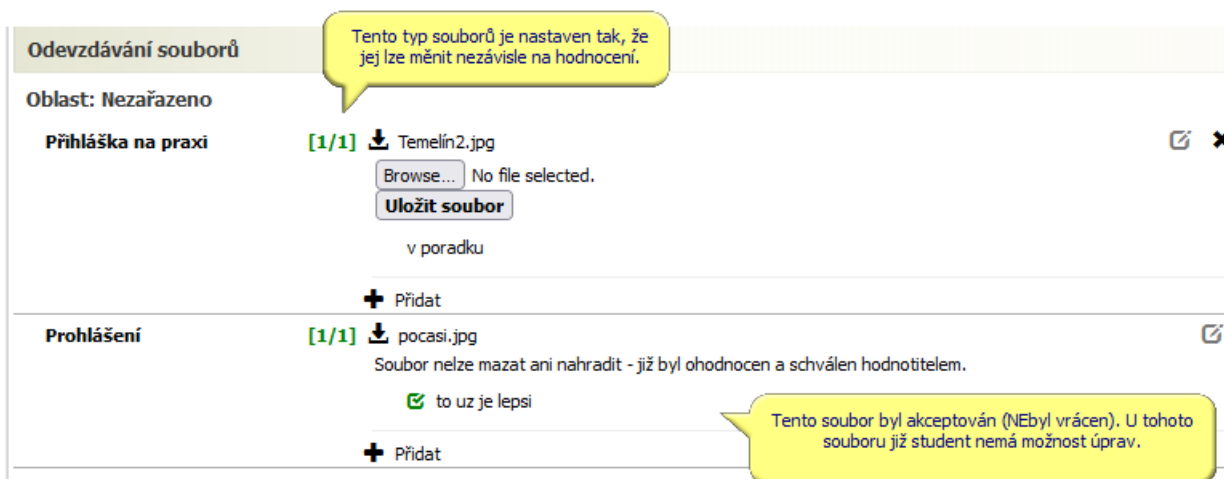 Tento typ souborů je nastaven tak, že
jej lze měnit nezávisle na hodnocení.
Odevzdávání souborů
Oblast: Nezařazeno
Přihláška na praxi [1/1] Temelín2.jpg
Browse... No file selected.
Uložit soubor
v poradku
Přidat
Prohlášení [1/1] pocasi.jpg
Soubor nelze mazat ani nahradit - již byl ohodnocen a schválen hodnotitelem.
to uz je lepsi
Tento soubor byl akceptován (NEbyl vrácen). U tohoto
souboru již student nemá možnost úprav.
Přidat